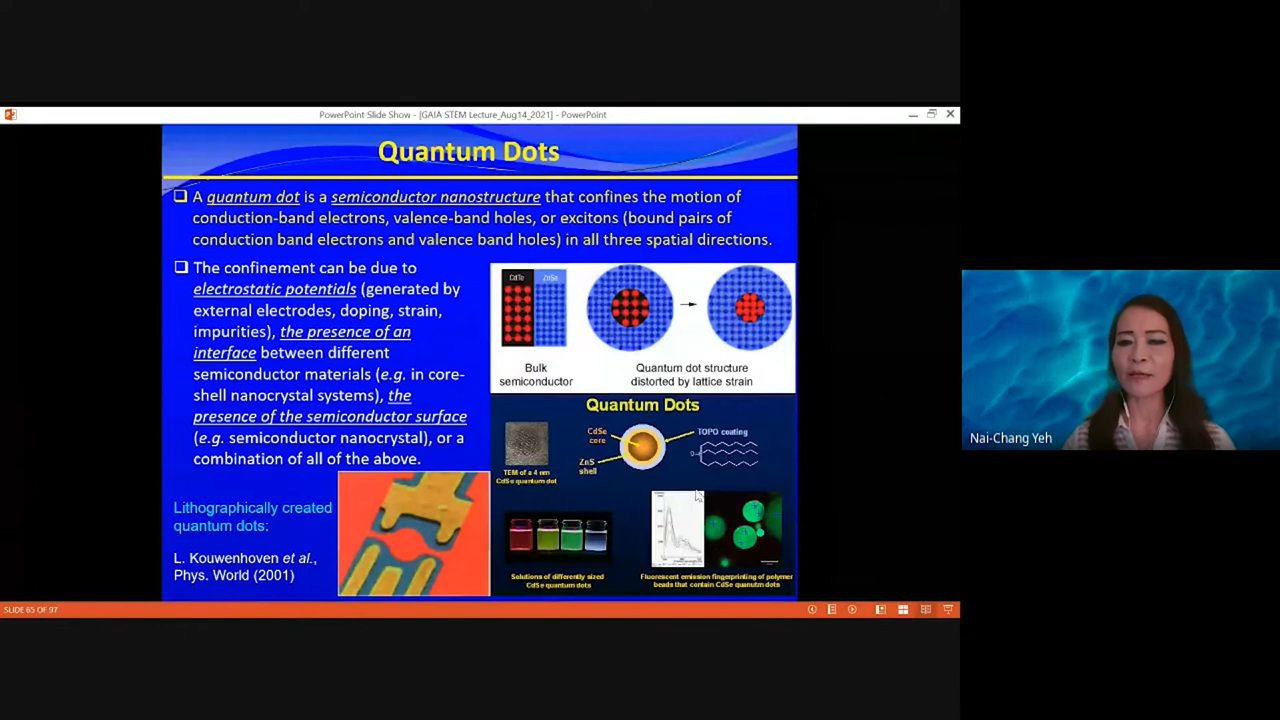 PowerPoint Slide Show - [GAIA STEM Lecture_Aug14_2021] - PowerPoint
Quantum Dots
A quantum dot is a semiconductor nanostructure that confines the motion of
conduction-band electrons, valence-band holes, or excitons (bound pairs of
conduction band electrons and valence band holes) in all three spatial directions.
The confinement can be due to
electrostatic potentials (generated by
external electrodes, doping, strain,
impurities), the presence of an
interface between different
semiconductor materials (e.g. in core-
shell nanocrystal systems), the
presence of the semiconductor surface
(e.g. semiconductor nanocrystal), or a
combination of all of the above.
Lithographically created
quantum dots:
L. Kouwenhoven et al.,
Phys. World (2001)
CdTe ZnSe
Bulk
semiconductor
Quantum dot structure
distorted by lattice strain
Quantum Dots
TEM of a 4 nm
CdSe quantum dot
CdSe
core
ZnS
shell
TOPO coating
O
Solutions of differently sized
CdSe quantum dots
Fluorescent emission fingerprinting of polymer
beads that contain CdSe quanutm dots
SLIDE 65 OF 97
Nai-Chang Yeh